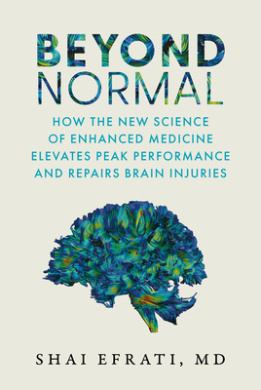 BEYOND
NORMAL
HOW THE NEW SCIENCE
OF ENHANCED MEDICINE
ELEVATES PEAK PERFORMANCE
AND REPAIRS BRAIN INJURIES
SHAI EFRATI, MD